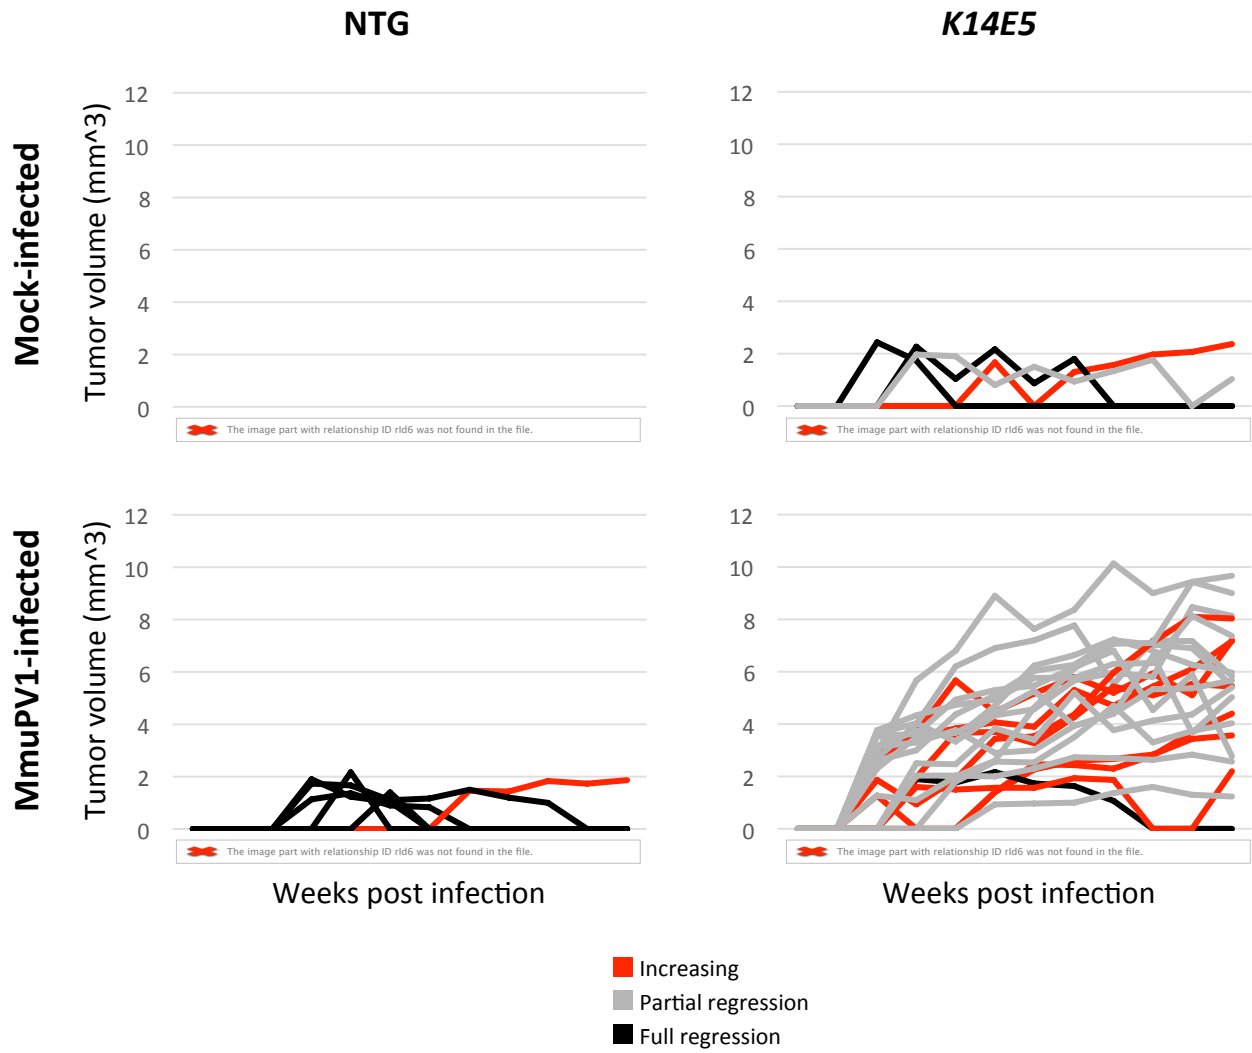 NTG
K14E5
Mock-infected
Tumor volume (mm^3)
12
10
8
6
4
2
0
The image part with relationship ID rId6 was not found in the file.
12
10
8
6
4
2
0
The image part with relationship ID rId6 was not found in the file.
MmuPV1-infected
Tumor volume (mm^3)
12
10
8
6
4
2
0
The image part with relationship ID rId6 was not found in the file.
Weeks post infection
12
10
8
6
4
2
0
The image part with relationship ID rId6 was not found in the file.
Weeks post infection
Increasing
Partial regression
Full regression